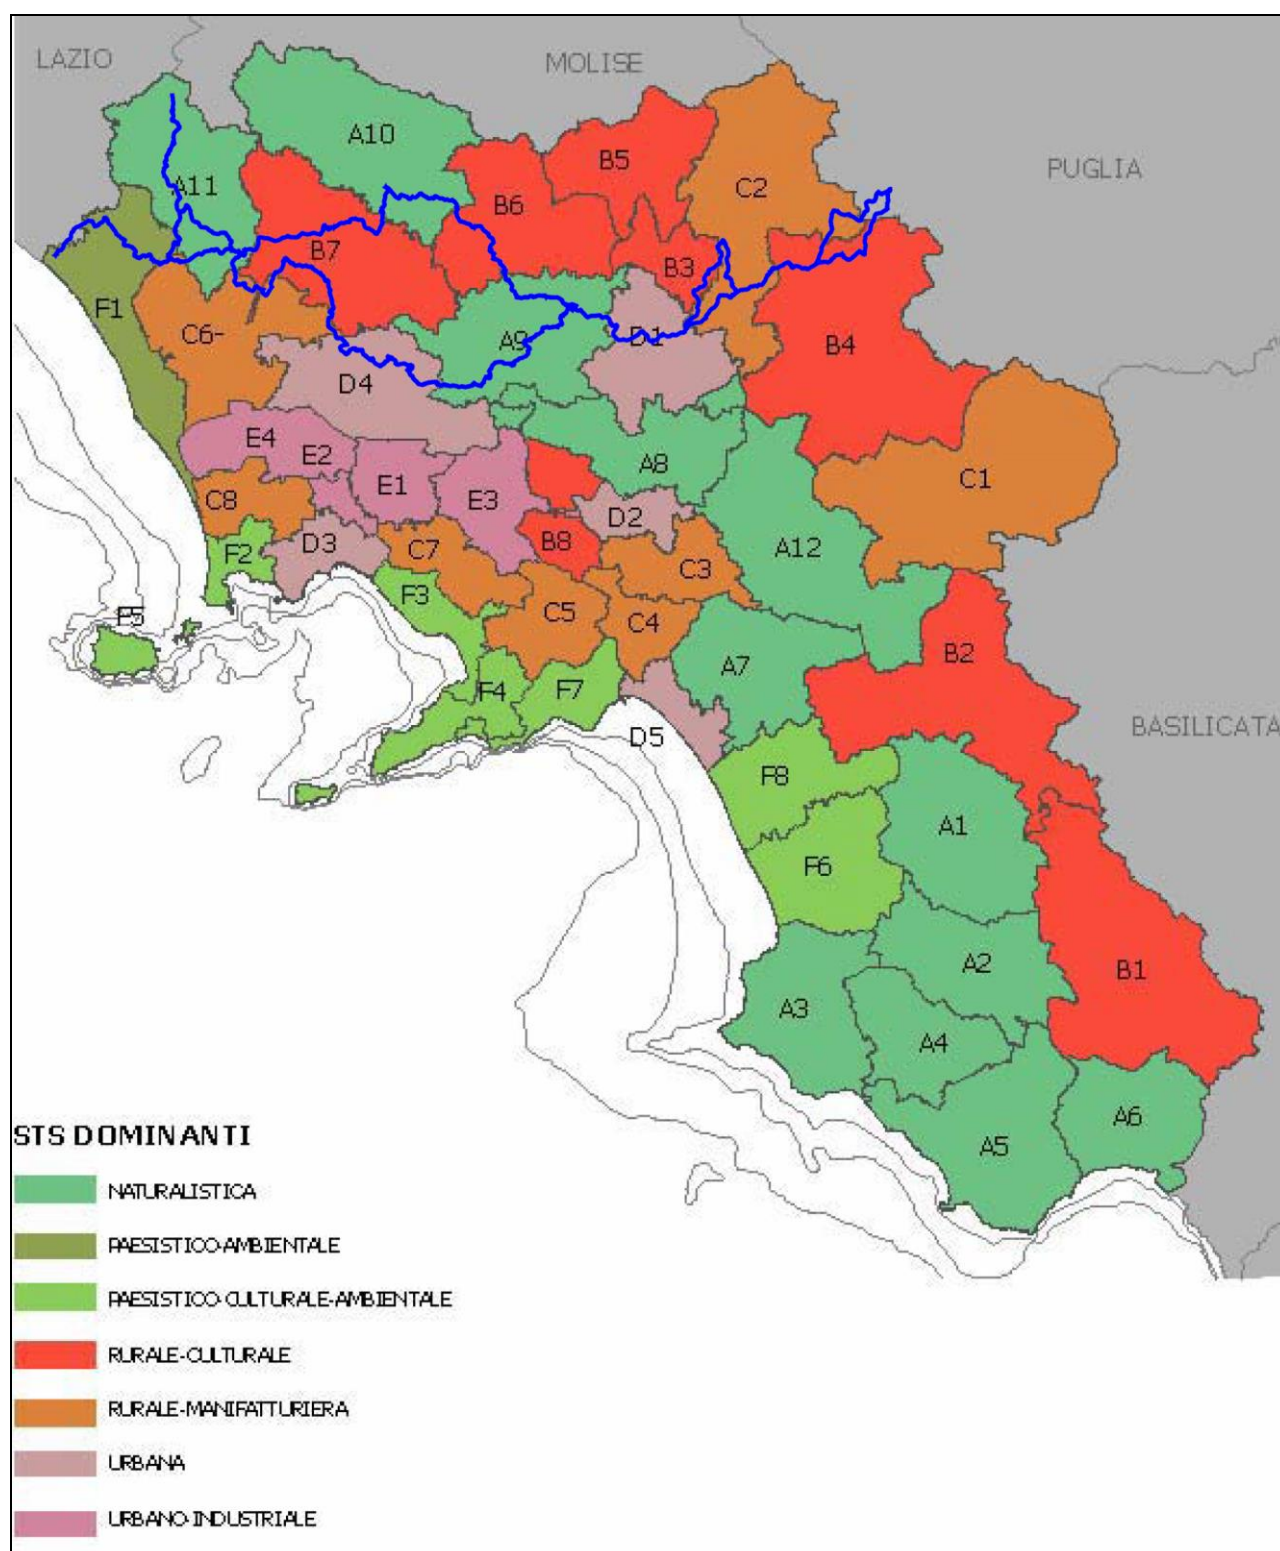 LAZIO
MOLISE
A10
B5
PUGLIA
A11
C2
B6
B7
B3
F1
C6-
A9
D1
B4
D4
E4
E2
A8
C1
E1
E3
C8
D2
D3
C7
B8
A12
F2
C3
F3
F5
C5
C4
B2
A7
F4
F7
D5
BASILICATA
F8
A1
F6
A2
B1
A3
A4
A6
A5
STS DOMINANTI
NATURALISTICA
PAESISTICO-AMBIENTALE
PAESISTICO-CULTURALE-AMBIENTALE
RURALE-CULTURALE
RURALE-MANIFATTURIERA
URBANA
URBANO-INDUSTRIALE